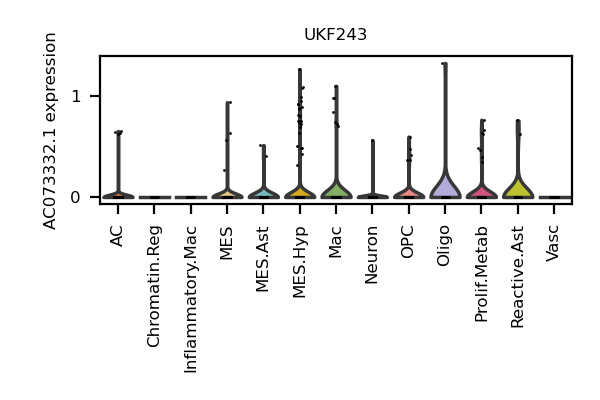 UKF243
AC073332.1 expression
1
0
AC
Chromatin.Reg
Inflammatory.Mac
MES
MES.Ast
MES.Hyp
Mac
Neuron
OPC
Oligo
Prolif.Metab
Reactive.Ast
Vasc